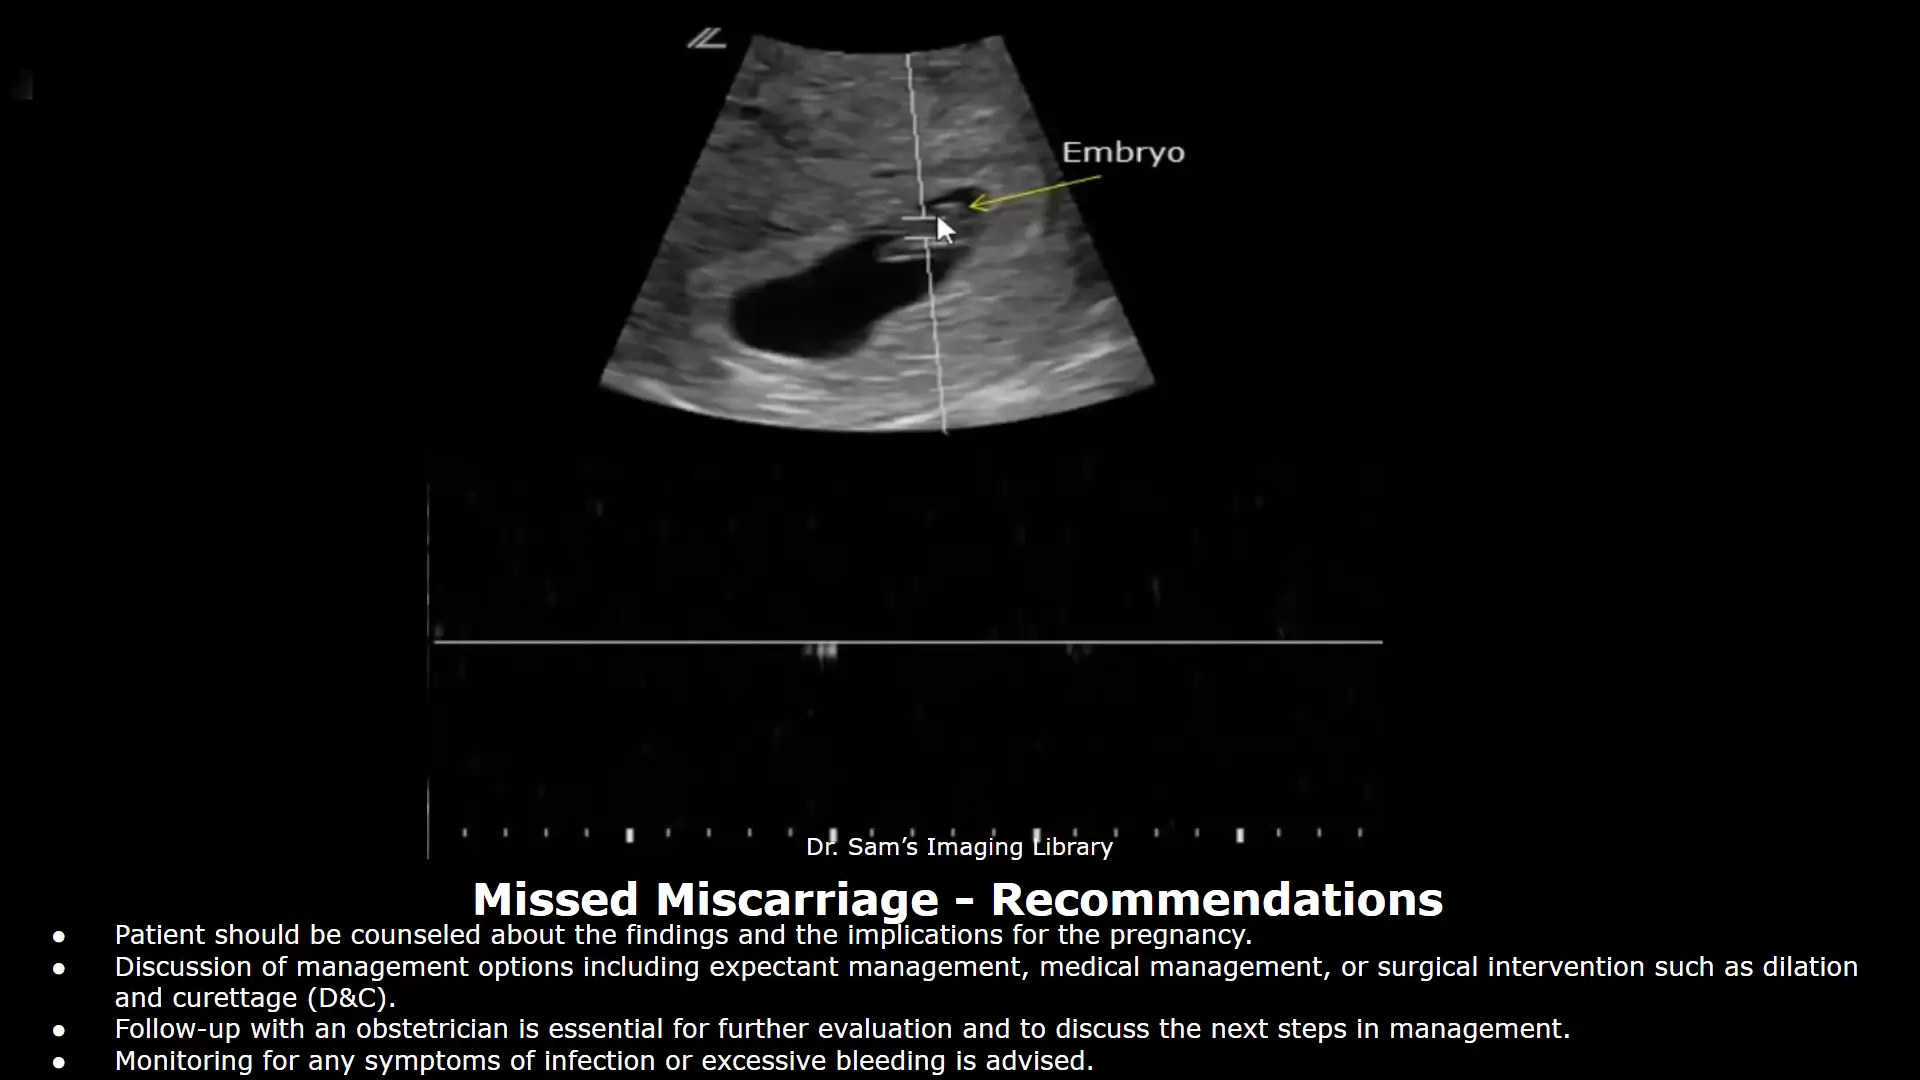 Embryo
Dr. Sam’s Imaging Library
Missed Miscarriage – Recommendations
● Patient should be counseled about the findings and the implications for the pregnancy.
● Discussion of management options including expectant management, medical management, or surgical intervention such as dilation
and curettage (D&C).
● Follow-up with an obstetrician is essential for further evaluation and to discuss the next steps in management.
● Monitoring for any symptoms of infection or excessive bleeding is advised.